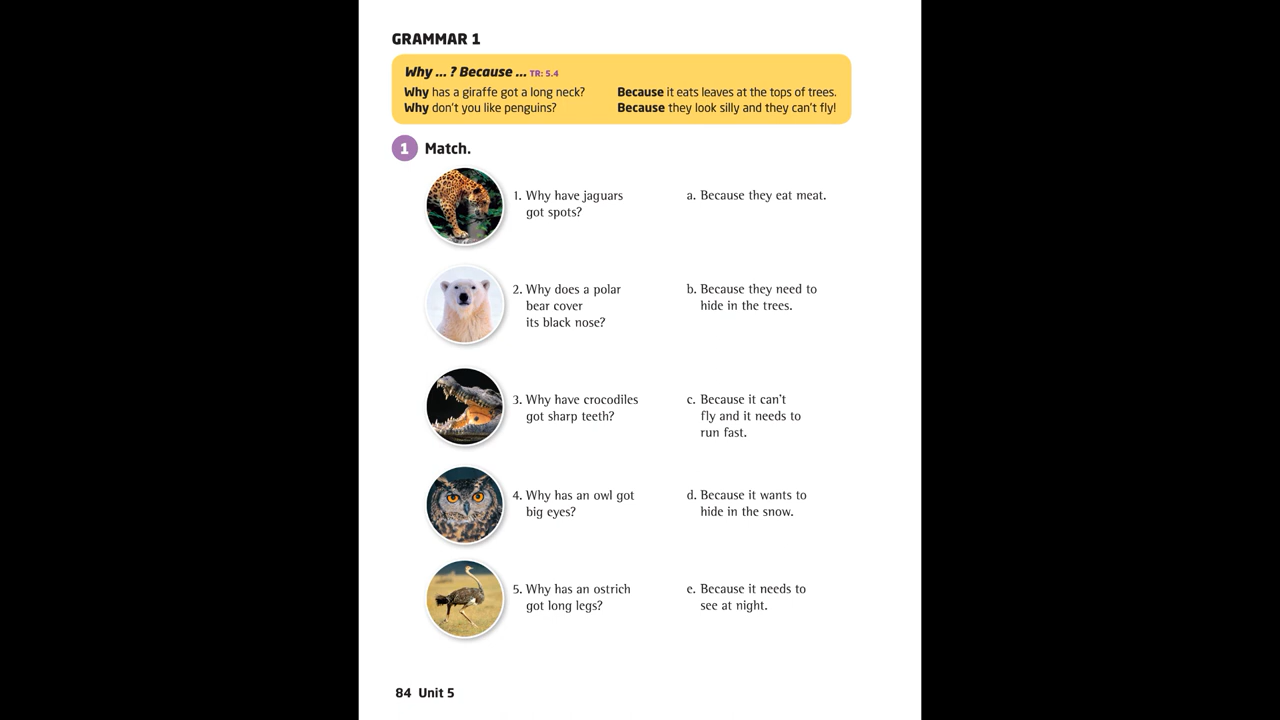 GRAMMAR 1
Why ... ? Because ... TR: 5.4
Why has a giraffe got a long neck? Because it eats leaves at the tops of trees.
Why don't you like penguins? Because they look silly and they can't fly!
1 Match.
1. Why have jaguars
got spots?
a. Because they eat meat.
2. Why does a polar
bear cover
its black nose?
b. Because they need to
hide in the trees.
3. Why have crocodiles
got sharp teeth?
c. Because it can't
fly and it needs to
run fast.
4. Why has an owl got
big eyes?
d. Because it wants to
hide in the snow.
5. Why has an ostrich
got long legs?
e. Because it needs to
see at night.
84 Unit 5